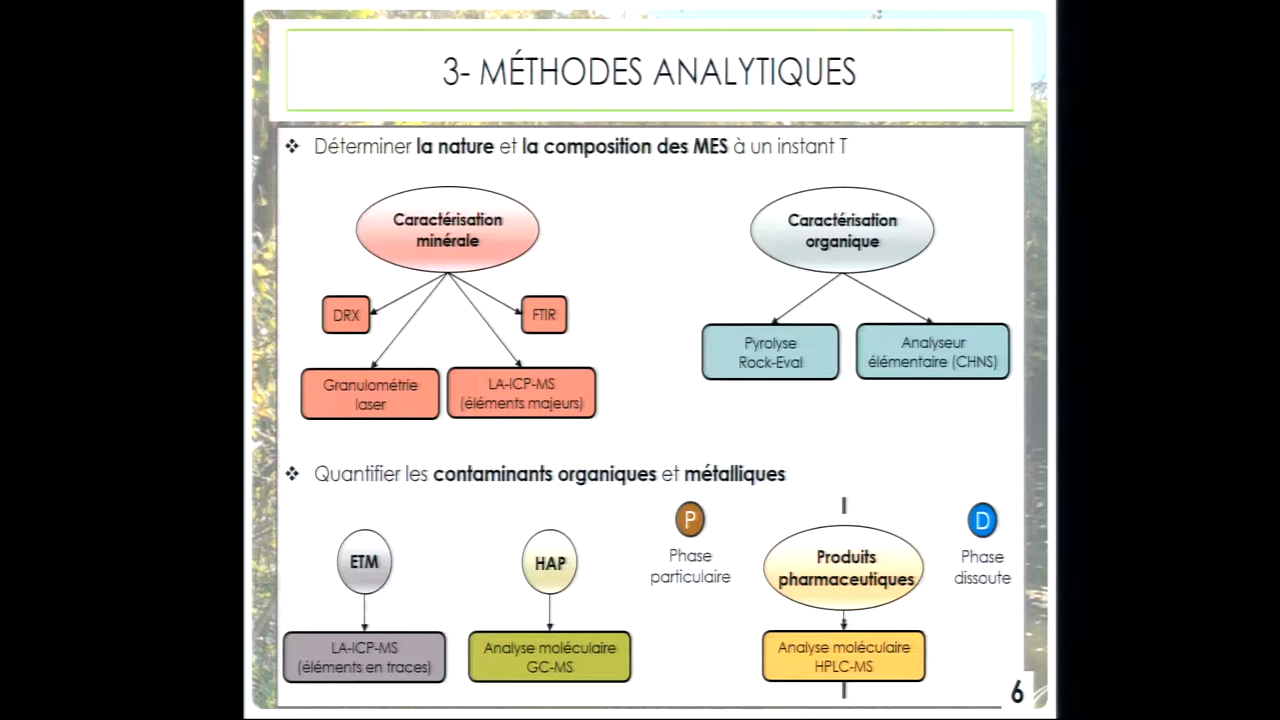 3- MÉTHODES ANALYTIQUES
❖ Déterminer la nature et la composition des MES à un instant T
Caractérisation
minérale
Caractérisation
organique
DRX
FTIR
Pyrolyse
Rock-Eval
Analyseur
élémentaire (CHNS)
Granulométrie
laser
LA-ICP-MS
(éléments majeurs)
❖ Quantifier les contaminants organiques et métalliques
P
D
ETM
HAP
Phase
particulaire
Produits
pharmaceutiques
Phase
dissoute
LA-ICP-MS
(éléments en traces)
Analyse moléculaire
GC-MS
Analyse moléculaire
HPLC-MS
6